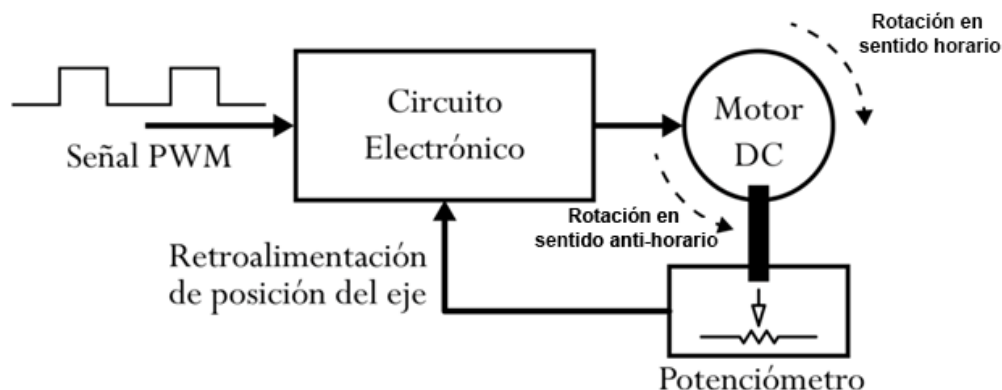 Rotación en
sentido horario
Circuito
Electrónico
Motor
DC
Señal PWM
Rotación en
sentido anti-horario
Retroalimentación
de posición del eje
Potenciómetro